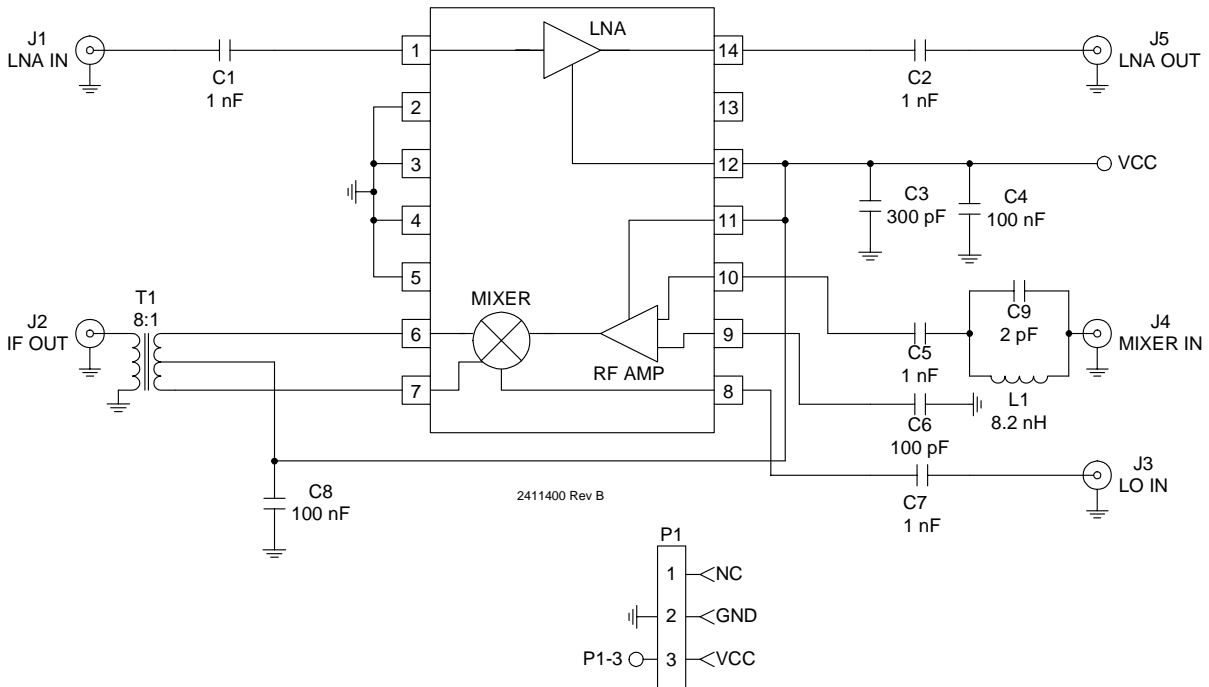 J1
LNA IN
C1
1 nF
1
LNA
14
C2
1 nF
J5
LNA OUT
2
13
3
12
VCC
C3
300 pF
C4
100 nF
4
11
5
10
T1
8:1
MIXER
C9
2 pF
J2
IF OUT
6
9
C5
1 nF
J4
MIXER IN
RF AMP
7
8
L1
8.2 nH
C6
100 pF
J3
LO IN
C7
1 nF
C8
100 nF
2411400 Rev B
P1
1
NC
2
GND
P1-3
3
VCC